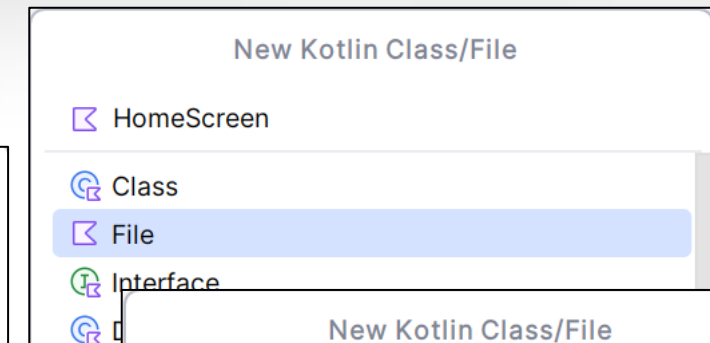 New Kotlin Class/File
HomeScreen
Class
File
Interface
New Kotlin Class/File